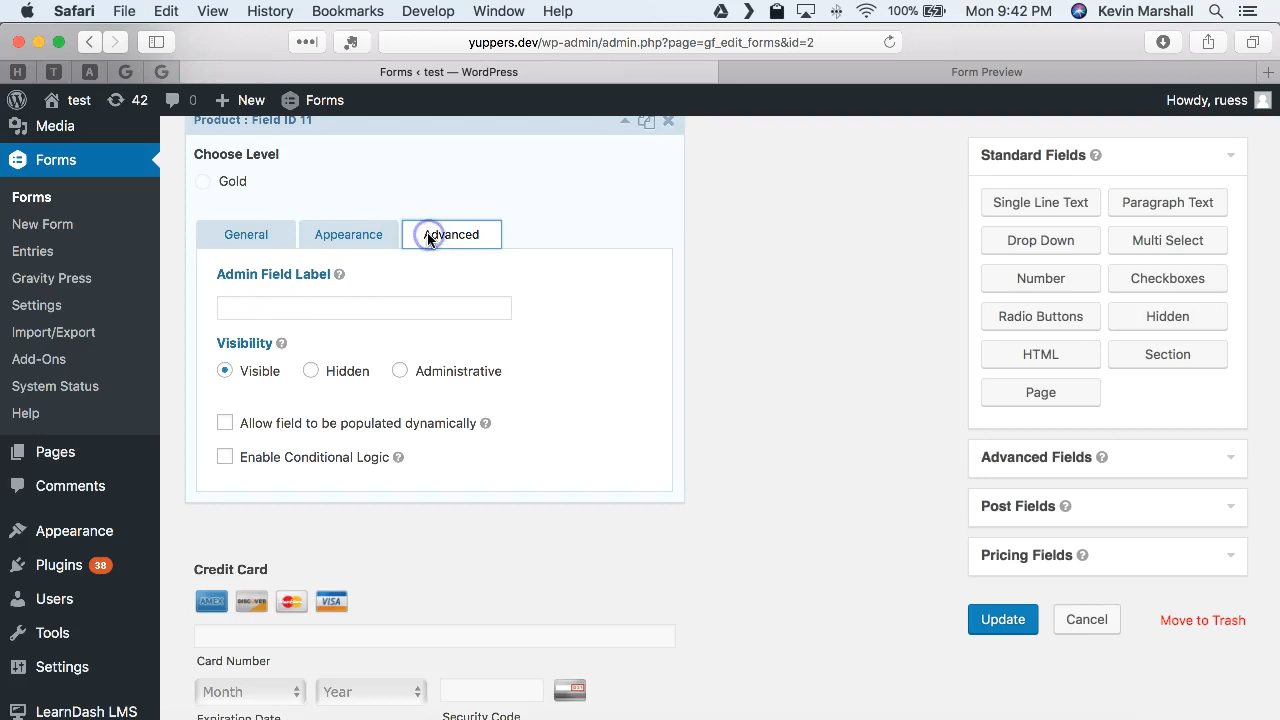 Safari File Edit View History Bookmarks Develop Window Help 100% Mon 9:42 PM Kevin Marshall
yuppers.dev/wp-admin/admin.php?page=gf_edit_forms&id=2
H T A G G Forms ‹ test — WordPress Form Preview
test 42 0 New Forms Howdy, ruess
Media
Forms
Forms
New Form
Entries
Gravity Press
Settings
Import/Export
Add-Ons
System Status
Help
Pages
Comments
Appearance
Plugins 38
Users
Tools
Settings
LearnDash LMS
Product : Field ID 11
Choose Level
Gold
General Appearance Advanced
Admin Field Label
Visibility
Visible Hidden Administrative
Allow field to be populated dynamically
Enable Conditional Logic
Credit Card
AMEX DISCOVER MasterCard VISA
Card Number
Month Year
Expiration Date Security Code
Standard Fields
Single Line Text Paragraph Text
Drop Down Multi Select
Number Checkboxes
Radio Buttons Hidden
HTML Section
Page
Advanced Fields
Post Fields
Pricing Fields
Update Cancel Move to Trash